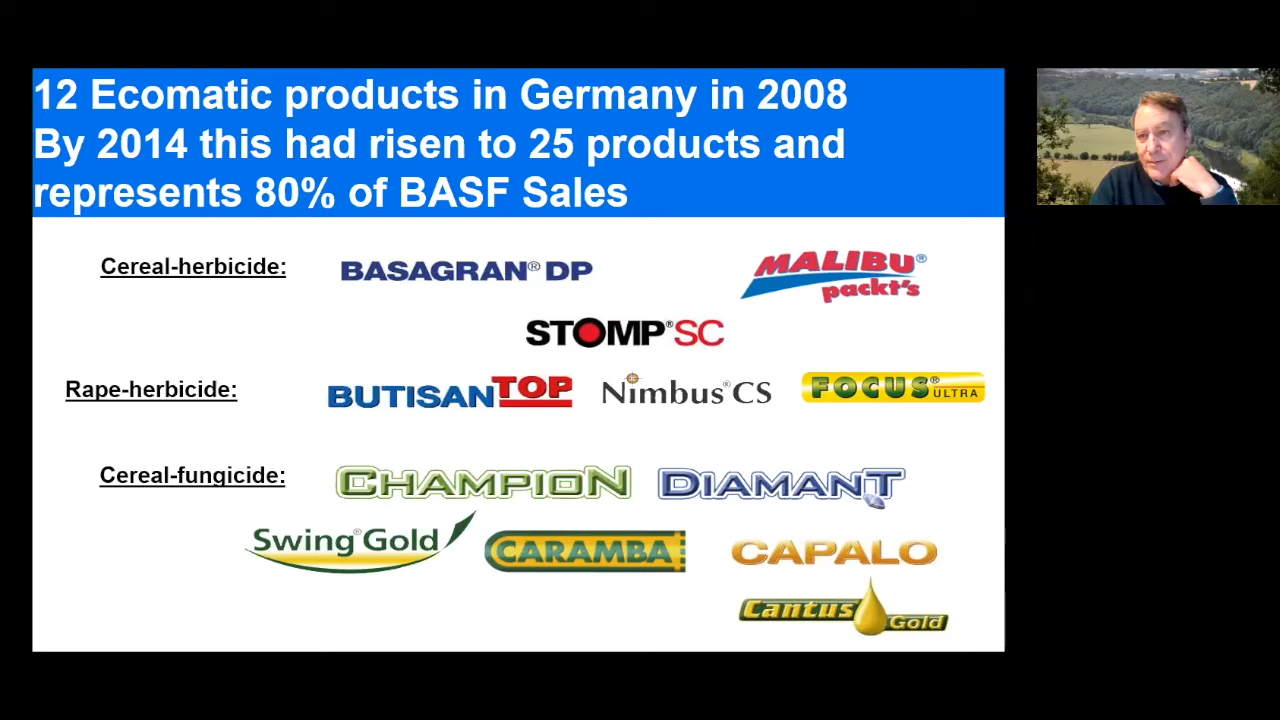 12 Ecomatic products in Germany in 2008
By 2014 this had risen to 25 products and
represents 80% of BASF Sales
Cereal-herbicide:
BASAGRAN® DP
MALIBU®
packt's
STOMP® SC
Rape-herbicide:
BUTISAN TOP
Nimbus® CS
FOCUS®
ULTRA
Cereal-fungicide:
CHAMPION
DIAMANT
Swing® Gold
CARAMBA
CAPALO
Cantus Gold